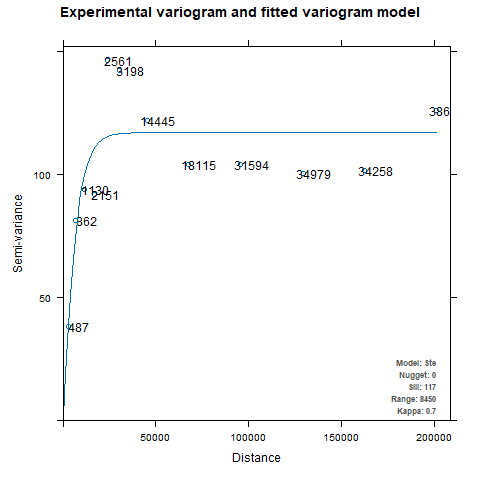 Experimental variogram and fitted variogram model
2561
3198
386
14445
100
18115
31594
34979
34258
1130
2151
862
Semi-variance
50
487
Model: Ste
Nugget: 0
Sill: 117
Range: 8450
Kappa: 0.7
50000 100000 150000 200000
Distance